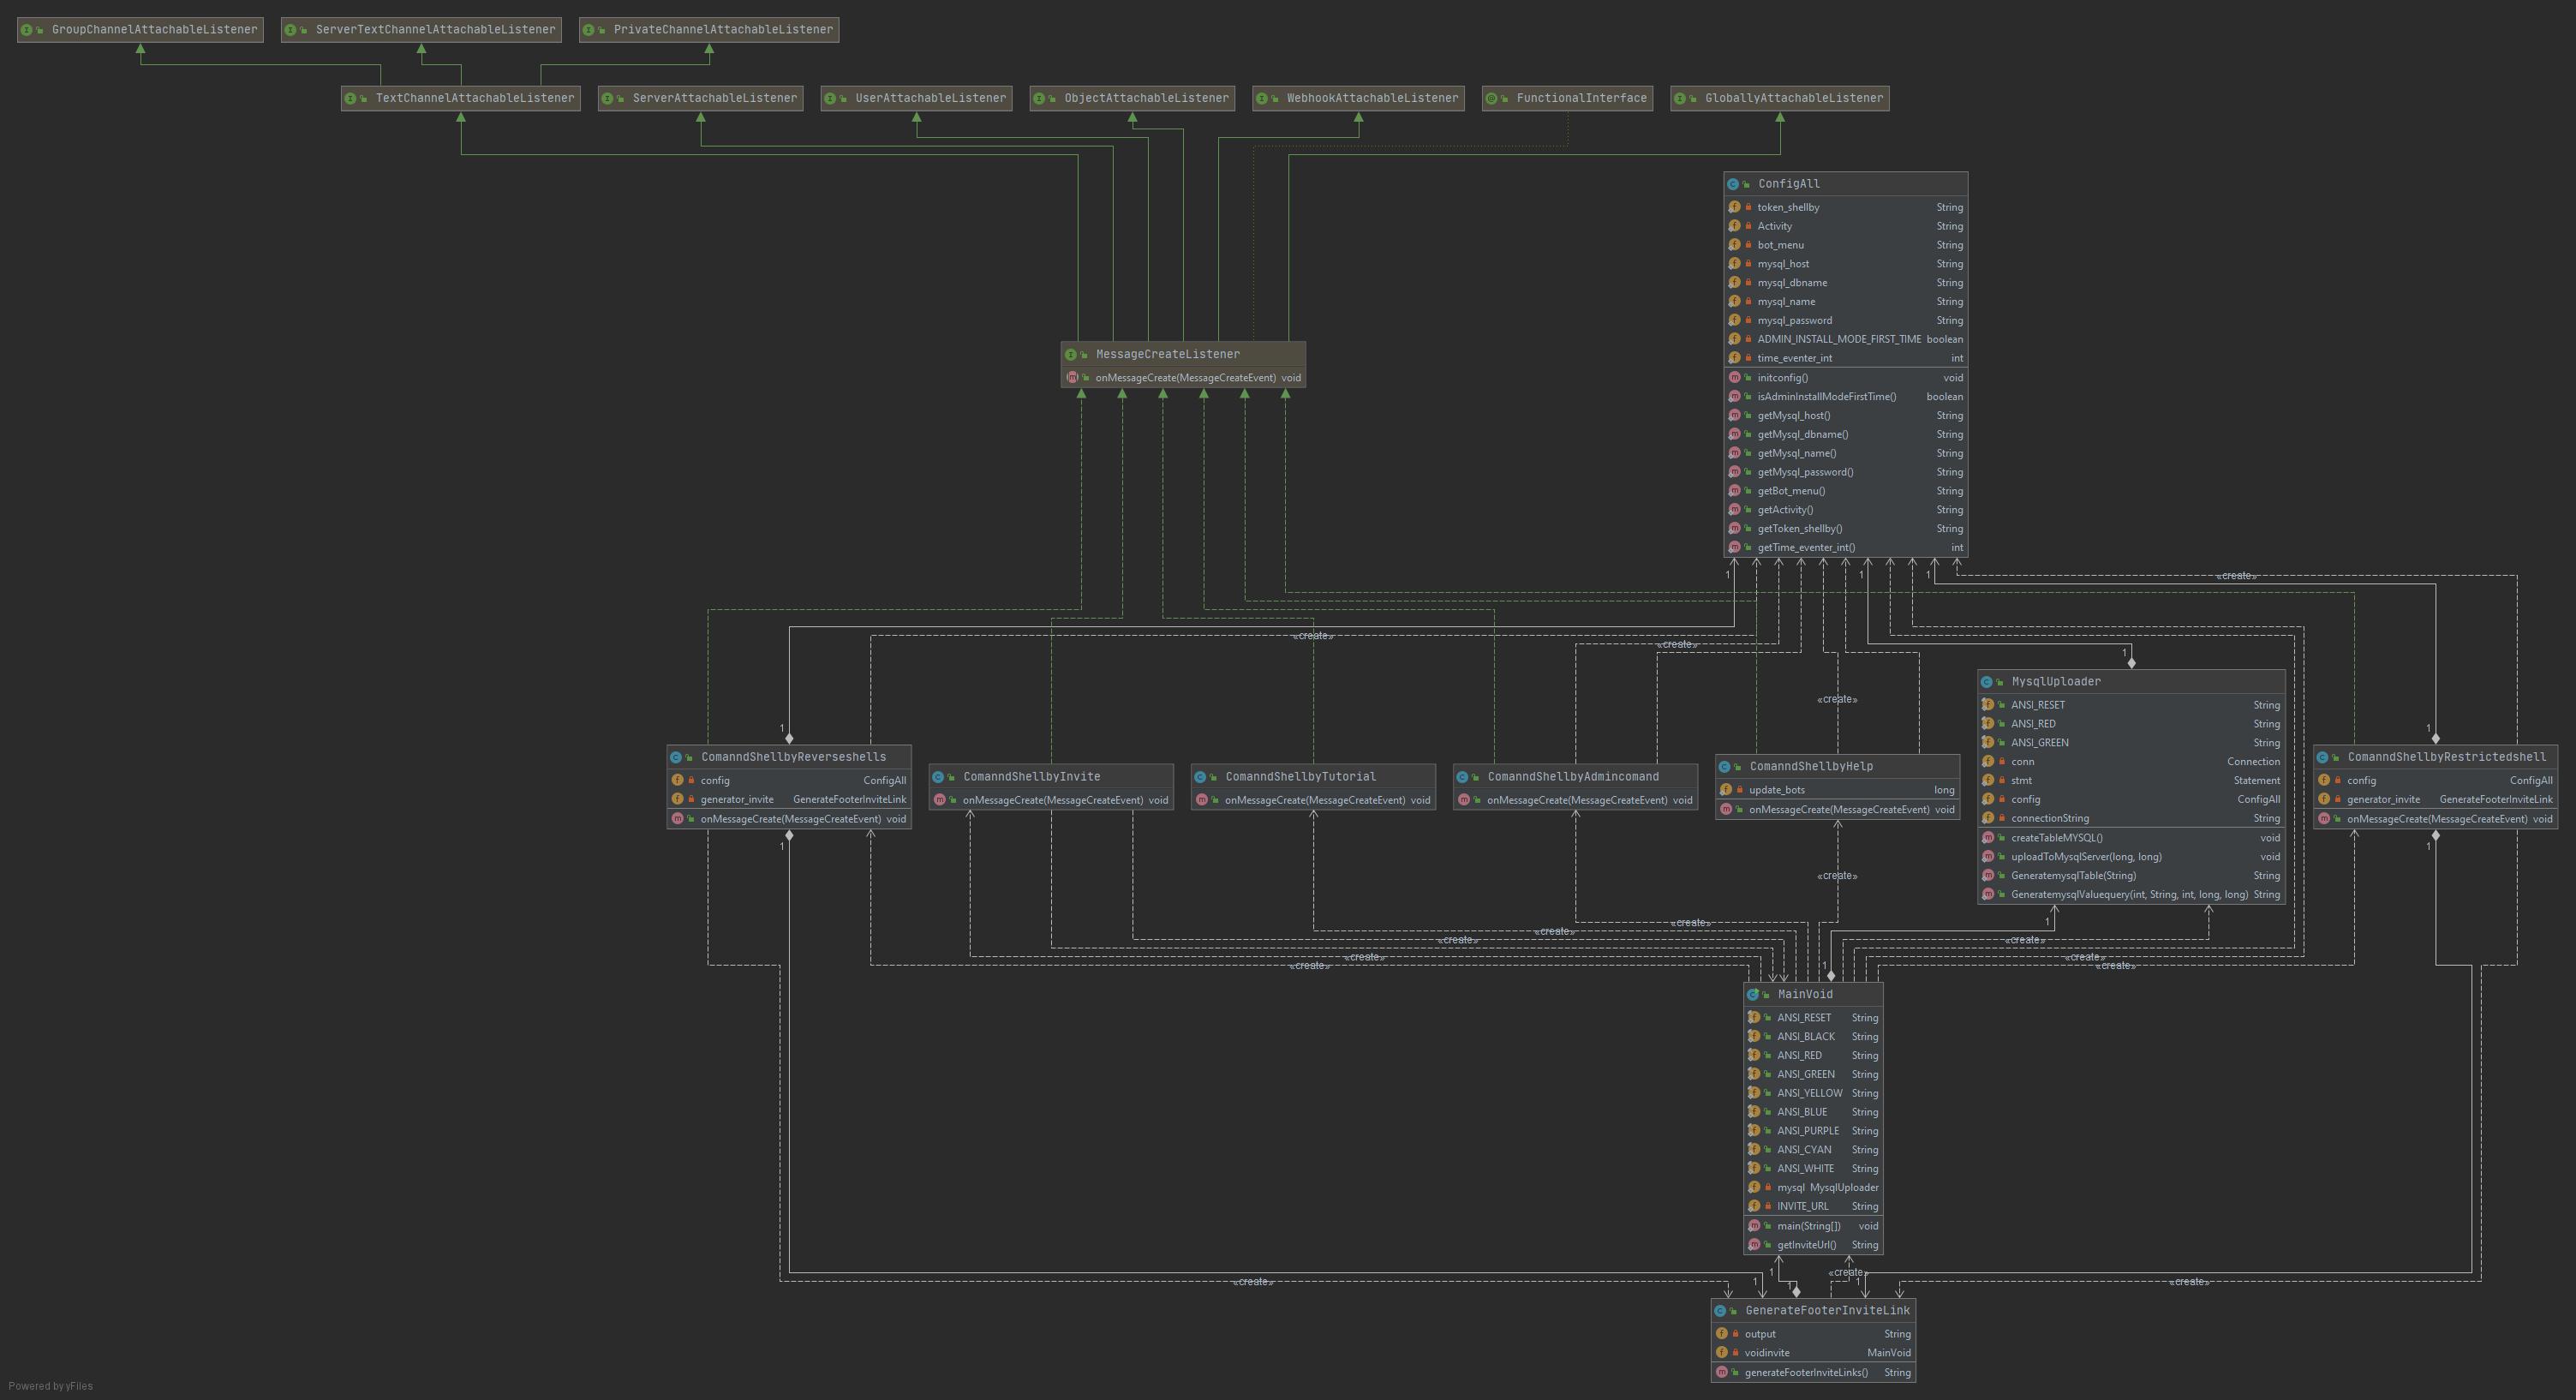 GroupChannelAttachableListener
ServerTextChannelAttachableListener
PrivateChannelAttachableListener
TextChannelAttachableListener
ServerAttachableListener
UserAttachableListener
ObjectAttachableListener
WebhookAttachableListener
FunctionalInterface
GloballyAttachableListener
ConfigAll
token_shellby String
Activity String
bot_menu String
mysql_host String
mysql_dbname String
mysql_name String
mysql_password String
ADMIN_INSTALL_MODE_FIRST_TIME boolean
time_eventer_int int
initconfig() void
isAdminInstallModeFirstTime() boolean
getMysql_host() String
getMysql_dbname() String
getMysql_name() String
getMysql_password() String
getBot_menu() String
getActivity() String
getToken_shellby() String
getTime_eventer_int() int
MessageCreateListener
onMessageCreate(MessageCreateEvent) void
1
1
1
«create»
«create»
«create»
«create»
1
1
1
MysqlUploader
ANSI_RESET String
ANSI_RED String
ANSI_GREEN String
conn Connection
stmt Statement
config ConfigAll
connectionString String
createTableMYSQL() void
uploadToMysqlServer(long, long) void
GeneratemysqlTable(String) String
GeneratemysqlValuequery(int, String, int, long, long) String
ComanndShellbyReverseshells
config ConfigAll
generator_invite GenerateFooterInviteLink
onMessageCreate(MessageCreateEvent) void
ComanndShellbyInvite
onMessageCreate(MessageCreateEvent) void
ComanndShellbyTutorial
onMessageCreate(MessageCreateEvent) void
ComanndShellbyAdmincomand
onMessageCreate(MessageCreateEvent) void
ComanndShellbyHelp
update_bots long
onMessageCreate(MessageCreateEvent) void
ComanndShellbyRestrictedshell
config ConfigAll
generator_invite GenerateFooterInviteLink
onMessageCreate(MessageCreateEvent) void
1
1
«create»
«create»
1
«create»
«create»
«create»
«create»
«create»
«create»
«create»
1
MainVoid
ANSI_RESET String
ANSI_BLACK String
ANSI_RED String
ANSI_GREEN String
ANSI_YELLOW String
ANSI_BLUE String
ANSI_PURPLE String
ANSI_CYAN String
ANSI_WHITE String
mysql MysqlUploader
INVITE_URL String
main(String[]) void
getInviteUrl() String
«create»
1
1
1
«create»
1
«create»
GenerateFooterInviteLink
output String
voidinvite MainVoid
generateFooterInviteLinks() String
Powered by yFiles